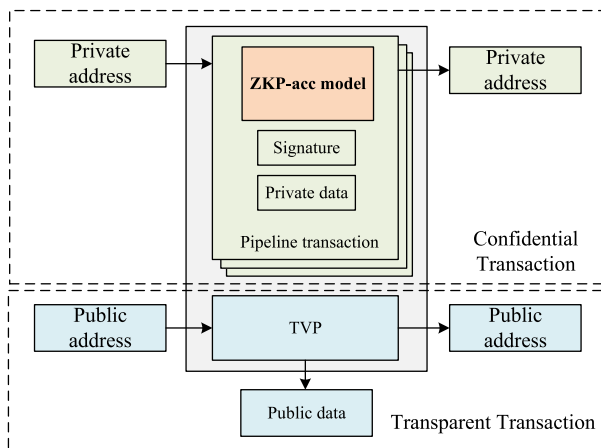 Private
address
ZKP-acc model
Private
address
Signature
Private data
Pipeline transaction
Confidential
Transaction
Public
address
TVP
Public
address
Public data
Transparent Transaction